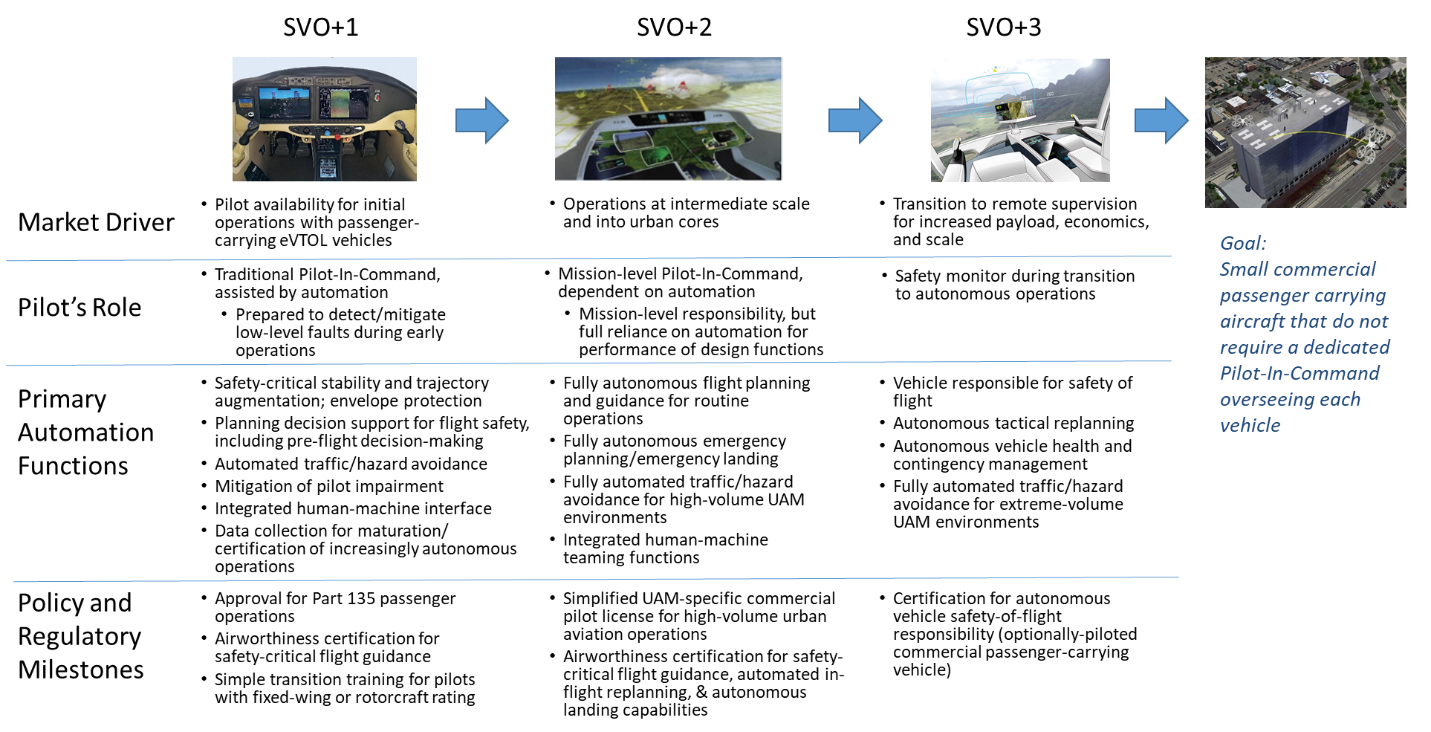 SVO+1
SVO+2
SVO+3
Goal:
Small commercial
passenger carrying
aircraft that do not
require a dedicated
Pilot-In-Command
overseeing each
vehicle
Market Driver
• Pilot availability for initial
operations with passenger-
carrying eVTOL vehicles
• Operations at intermediate scale
and into urban cores
• Transition to remote supervision
for increased payload, economics,
and scale
Pilot's Role
• Traditional Pilot-In-Command,
assisted by automation
• Prepared to detect/mitigate
low-level faults during early
operations
• Mission-level Pilot-In-Command,
dependent on automation
• Mission-level responsibility, but
full reliance on automation for
performance of design functions
• Safety monitor during transition
to autonomous operations
Primary
Automation
Functions
• Safety-critical stability and trajectory
augmentation; envelope protection
• Planning decision support for flight safety,
including pre-flight decision-making
• Automated traffic/hazard avoidance
• Mitigation of pilot impairment
• Integrated human-machine interface
• Data collection for maturation/
certification of increasingly autonomous
operations
• Fully autonomous flight planning
and guidance for routine
operations
• Fully autonomous emergency
planning/emergency landing
• Fully automated traffic/hazard
avoidance for high-volume UAM
environments
• Integrated human-machine
teaming functions
• Vehicle responsible for safety of
flight
• Autonomous tactical replanning
• Autonomous vehicle health and
contingency management
• Fully automated traffic/hazard
avoidance for extreme-volume
UAM environments
Policy and
Regulatory
Milestones
• Approval for Part 135 passenger
operations
• Airworthiness certification for
safety-critical flight guidance
• Simple transition training for pilots
with fixed-wing or rotorcraft rating
• Simplified UAM-specific commercial
pilot license for high-volume urban
aviation operations
• Airworthiness certification for safety-
critical flight guidance, automated in-
flight replanning, & autonomous
landing capabilities
• Certification for autonomous
vehicle safety-of-flight
responsibility (optionally-piloted
commercial passenger-carrying
vehicle)